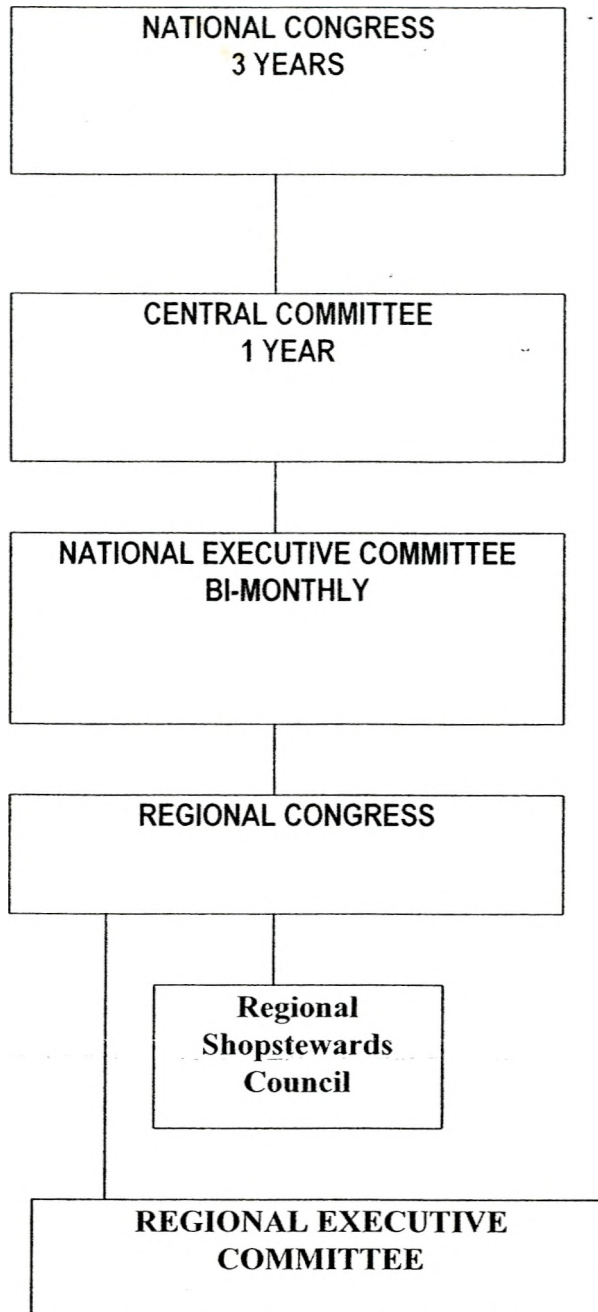 NATIONAL CONGRESS
3 YEARS
CENTRAL COMMITTEE
1 YEAR
NATIONAL EXECUTIVE COMMITTEE
BI-MONTHLY
REGIONAL CONGRESS
Regional
Shopstewards
Council
REGIONAL EXECUTIVE
COMMITTEE